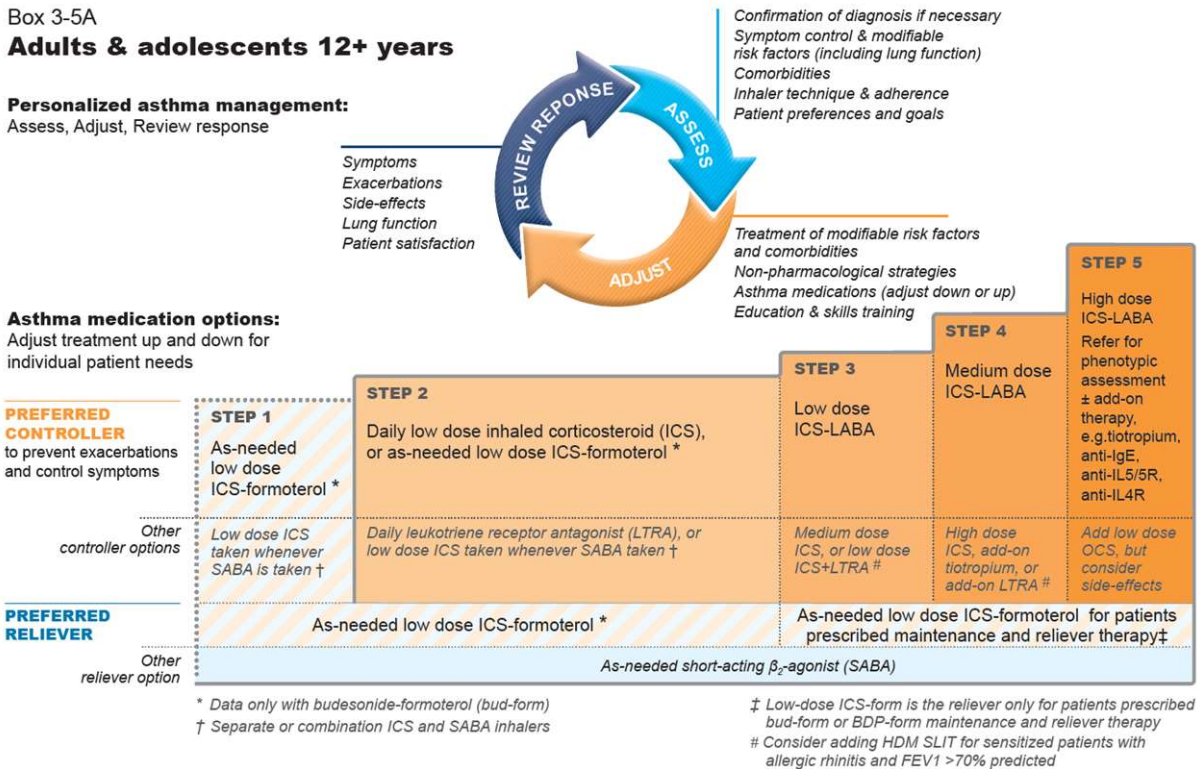 Box 3-5A
Adults & adolescents 12+ years
Personalized asthma management:
Assess, Adjust, Review response
Confirmation of diagnosis if necessary
Symptom control & modifiable
risk factors (including lung function)
Comorbidities
Inhaler technique & adherence
Patient preferences and goals
REVIEW REPONSE
ASSESS
ADJUST
Symptoms
Exacerbations
Side-effects
Lung function
Patient satisfaction
Treatment of modifiable risk factors
and comorbidities
Non-pharmacological strategies
Asthma medications (adjust down or up)
Education & skills training
Asthma medication options:
Adjust treatment up and down for
individual patient needs
PREFERRED
CONTROLLER
to prevent exacerbations
and control symptoms
STEP 1
As-needed
low dose
ICS-formoterol *
STEP 2
Daily low dose inhaled corticosteroid (ICS),
or as-needed low dose ICS-formoterol *
STEP 3
Low dose
ICS-LABA
STEP 4
Medium dose
ICS-LABA
STEP 5
High dose
ICS-LABA
Refer for
phenotypic
assessment
± add-on
therapy,
e.g.tiotropium,
anti-IgE,
anti-IL5/5R,
anti-IL4R
Other
controller options
Low dose ICS
taken whenever
SABA is taken †
Daily leukotriene receptor antagonist (LTRA), or
low dose ICS taken whenever SABA taken †
Medium dose
ICS, or low dose
ICS+LTRA #
High dose
ICS, add-on
tiotropium, or
add-on LTRA #
Add low dose
OCS, but
consider
side-effects
PREFERRED
RELIEVER
As-needed low dose ICS-formoterol *
As-needed low dose ICS-formoterol for patients
prescribed maintenance and reliever therapy‡
Other
reliever option
As-needed short-acting β₂-agonist (SABA)
* Data only with budesonide-formoterol (bud-form)
† Separate or combination ICS and SABA inhalers
‡ Low-dose ICS-form is the reliever only for patients prescribed
bud-form or BDP-form maintenance and reliever therapy
# Consider adding HDM SLIT for sensitized patients with
allergic rhinitis and FEV1 >70% predicted